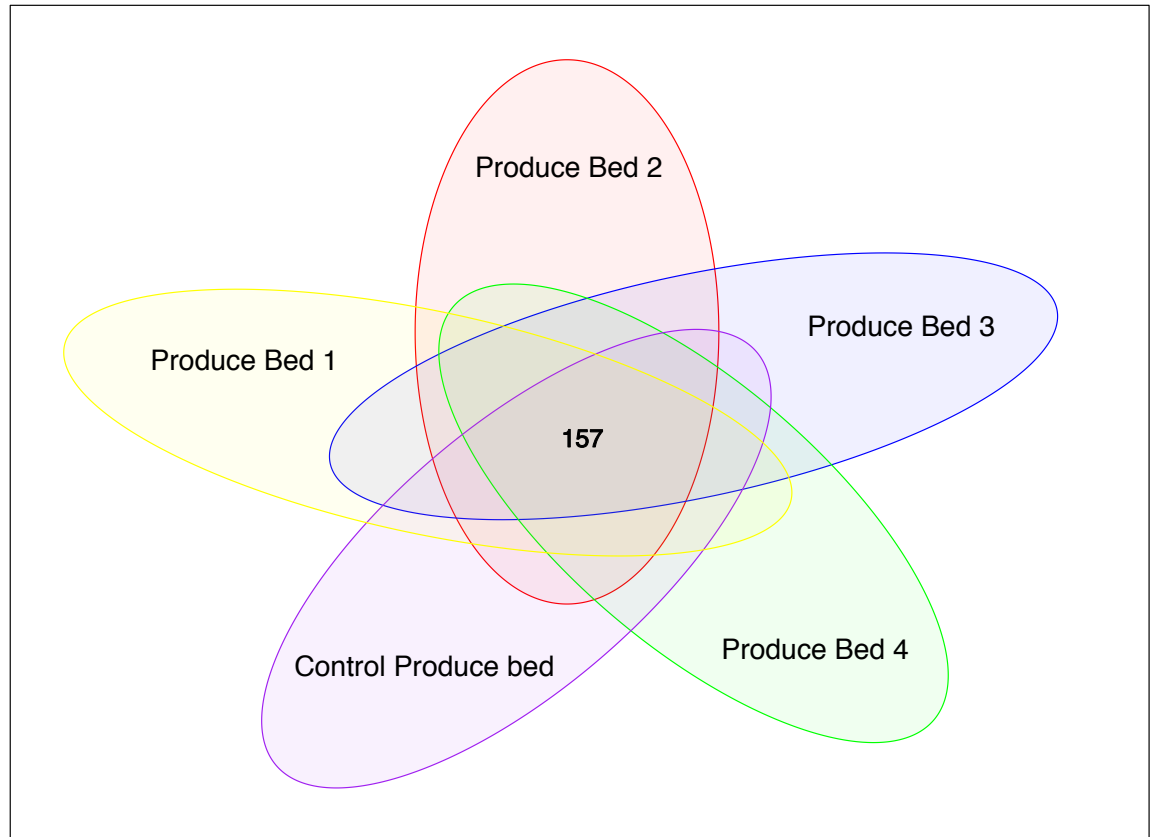 Produce Bed 2
Produce Bed 3
Produce Bed 1
157
Produce Bed 4
Control Produce bed